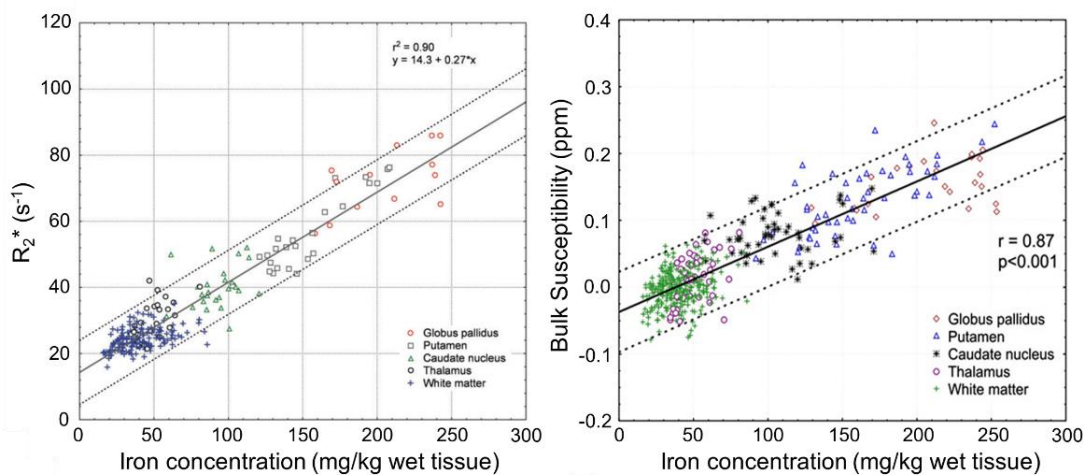 120
100
80
60
40
20
0
R₂* (s⁻¹)
r² = 0.90
y = 14.3 + 0.27*x
Globus pallidus
Putamen
Caudate nucleus
Thalamus
White matter
0 50 100 150 200 250 300
Iron concentration (mg/kg wet tissue)
0.4
0.3
0.2
0.1
0.0
-0.1
-0.2
Bulk Susceptibility (ppm)
r = 0.87
p<0.001
Globus pallidus
Putamen
Caudate nucleus
Thalamus
White matter
0 50 100 150 200 250 300
Iron concentration (mg/kg wet tissue)